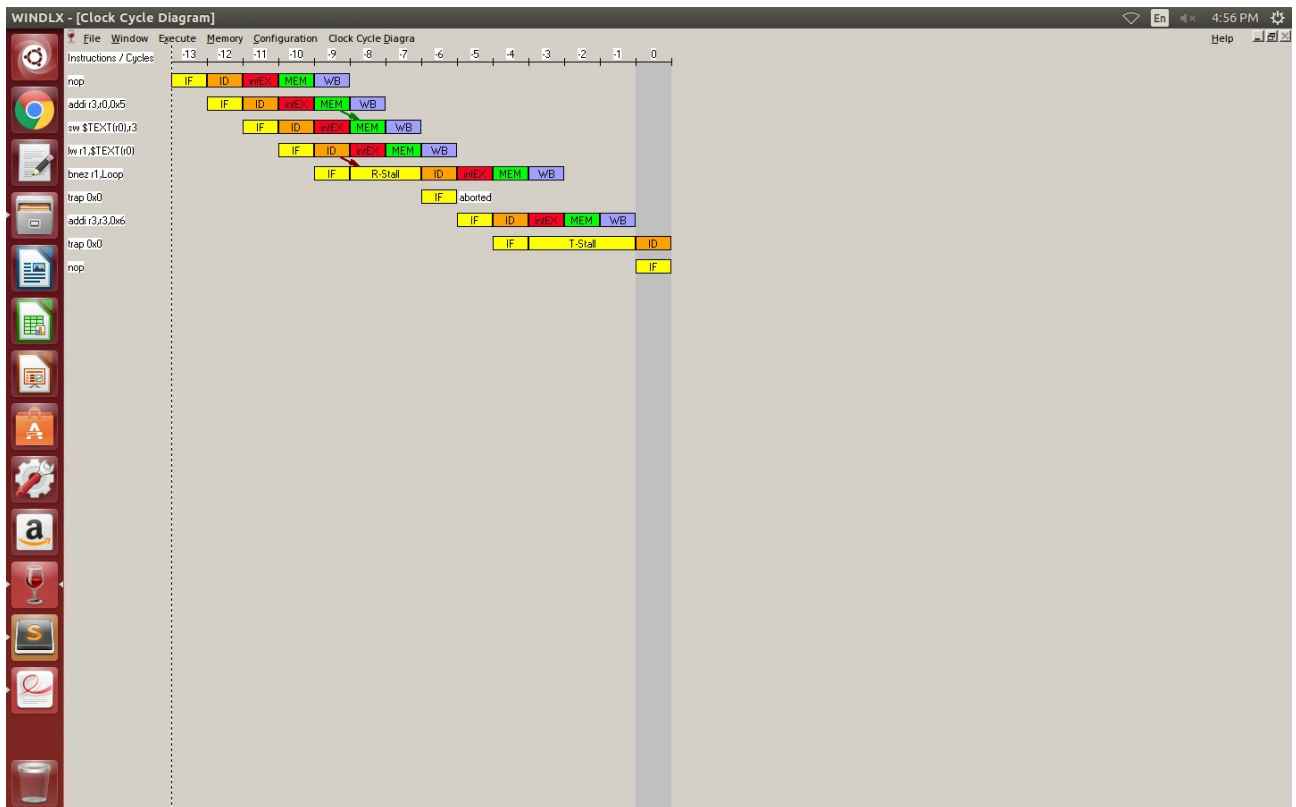 WINDLX - [Clock Cycle Diagram] En 4:56 PM
File Window Execute Memory Configuration Clock Cycle Diagra Help
Instructions / Cycles -13 -12 -11 -10 -9 -8 -7 -6 -5 -4 -3 -2 -1 0
nop IF ID intEX MEM WB
addi r3,r0,0x5 IF ID intEX MEM WB
sw $TEXT(r0),r3 IF ID intEX MEM WB
lw r1,$TEXT(r0) IF ID intEX MEM WB
bnez r1,Loop IF R-Stall ID intEX MEM WB
trap 0x0 IF aborted
addi r3,r3,0x6 IF ID intEX MEM WB
trap 0x0 IF T-Stall ID
nop IF